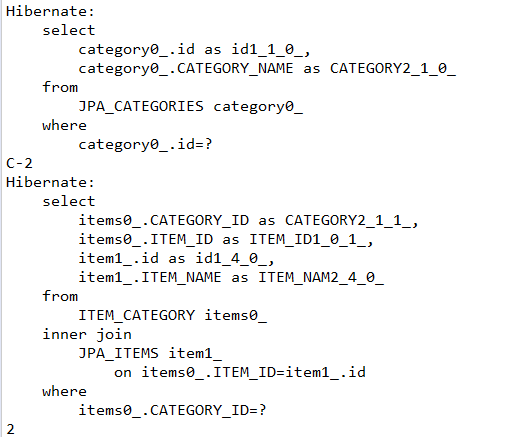 Hibernate:
    select
        category0_.id as id1_1_0_,
        category0_.CATEGORY_NAME as CATEGORY2_1_0_
    from
        JPA_CATEGORIES category0_
    where
        category0_.id=?
C-2
Hibernate:
    select
        items0_.CATEGORY_ID as CATEGORY2_1_1_,
        items0_.ITEM_ID as ITEM_ID1_0_1_,
        item1_.id as id1_4_0_,
        item1_.ITEM_NAME as ITEM_NAM2_4_0_
    from
        ITEM_CATEGORY items0_
    inner join
        JPA_ITEMS item1_
            on items0_.ITEM_ID=item1_.id
    where
        items0_.CATEGORY_ID=?
2